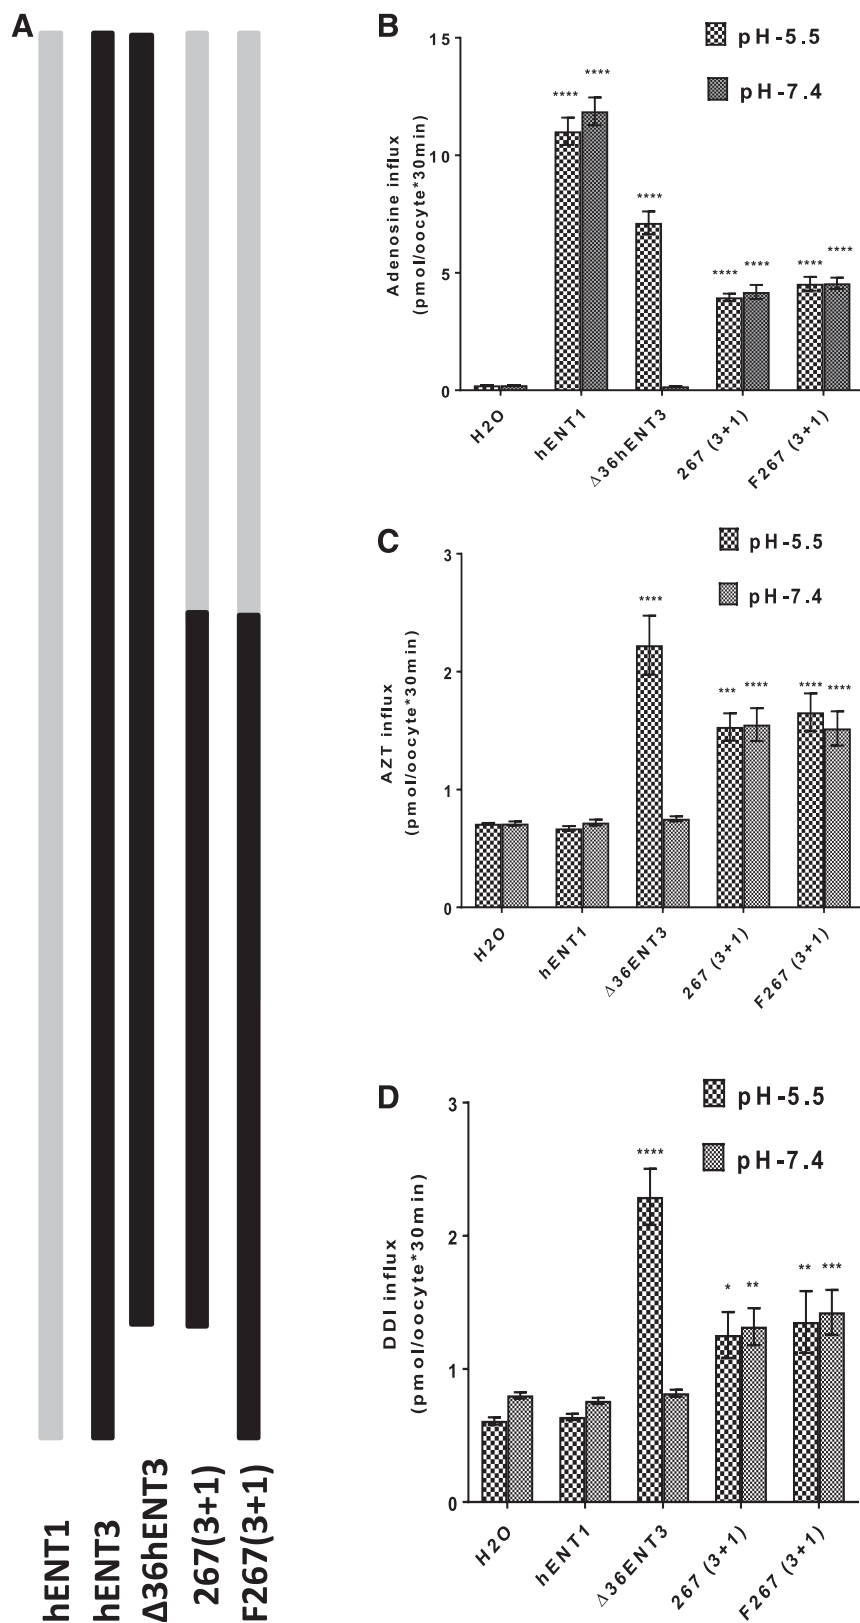 A
hENT1
hENT3
Δ36hENT3
267(3+1)
F267(3+1)
B
Adenosine influx
(pmol/oocyte*30min)
15
10
5
0
pH-5.5
pH-7.4
****
****
****
****
****
****
****
H2O
hENT1
Δ36hENT3
267 (3+1)
F267 (3+1)
C
AZT influx
(pmol/oocyte*30min)
3
2
1
0
pH-5.5
pH-7.4
****
***
****
****
****
H2O
hENT1
Δ36ENT3
267 (3+1)
F267 (3+1)
D
DDI influx
(pmol/oocyte*30min)
3
2
1
0
pH-5.5
pH-7.4
****
*
**
**
***
H2O
hENT1
Δ36ENT3
267 (3+1)
F267 (3+1)